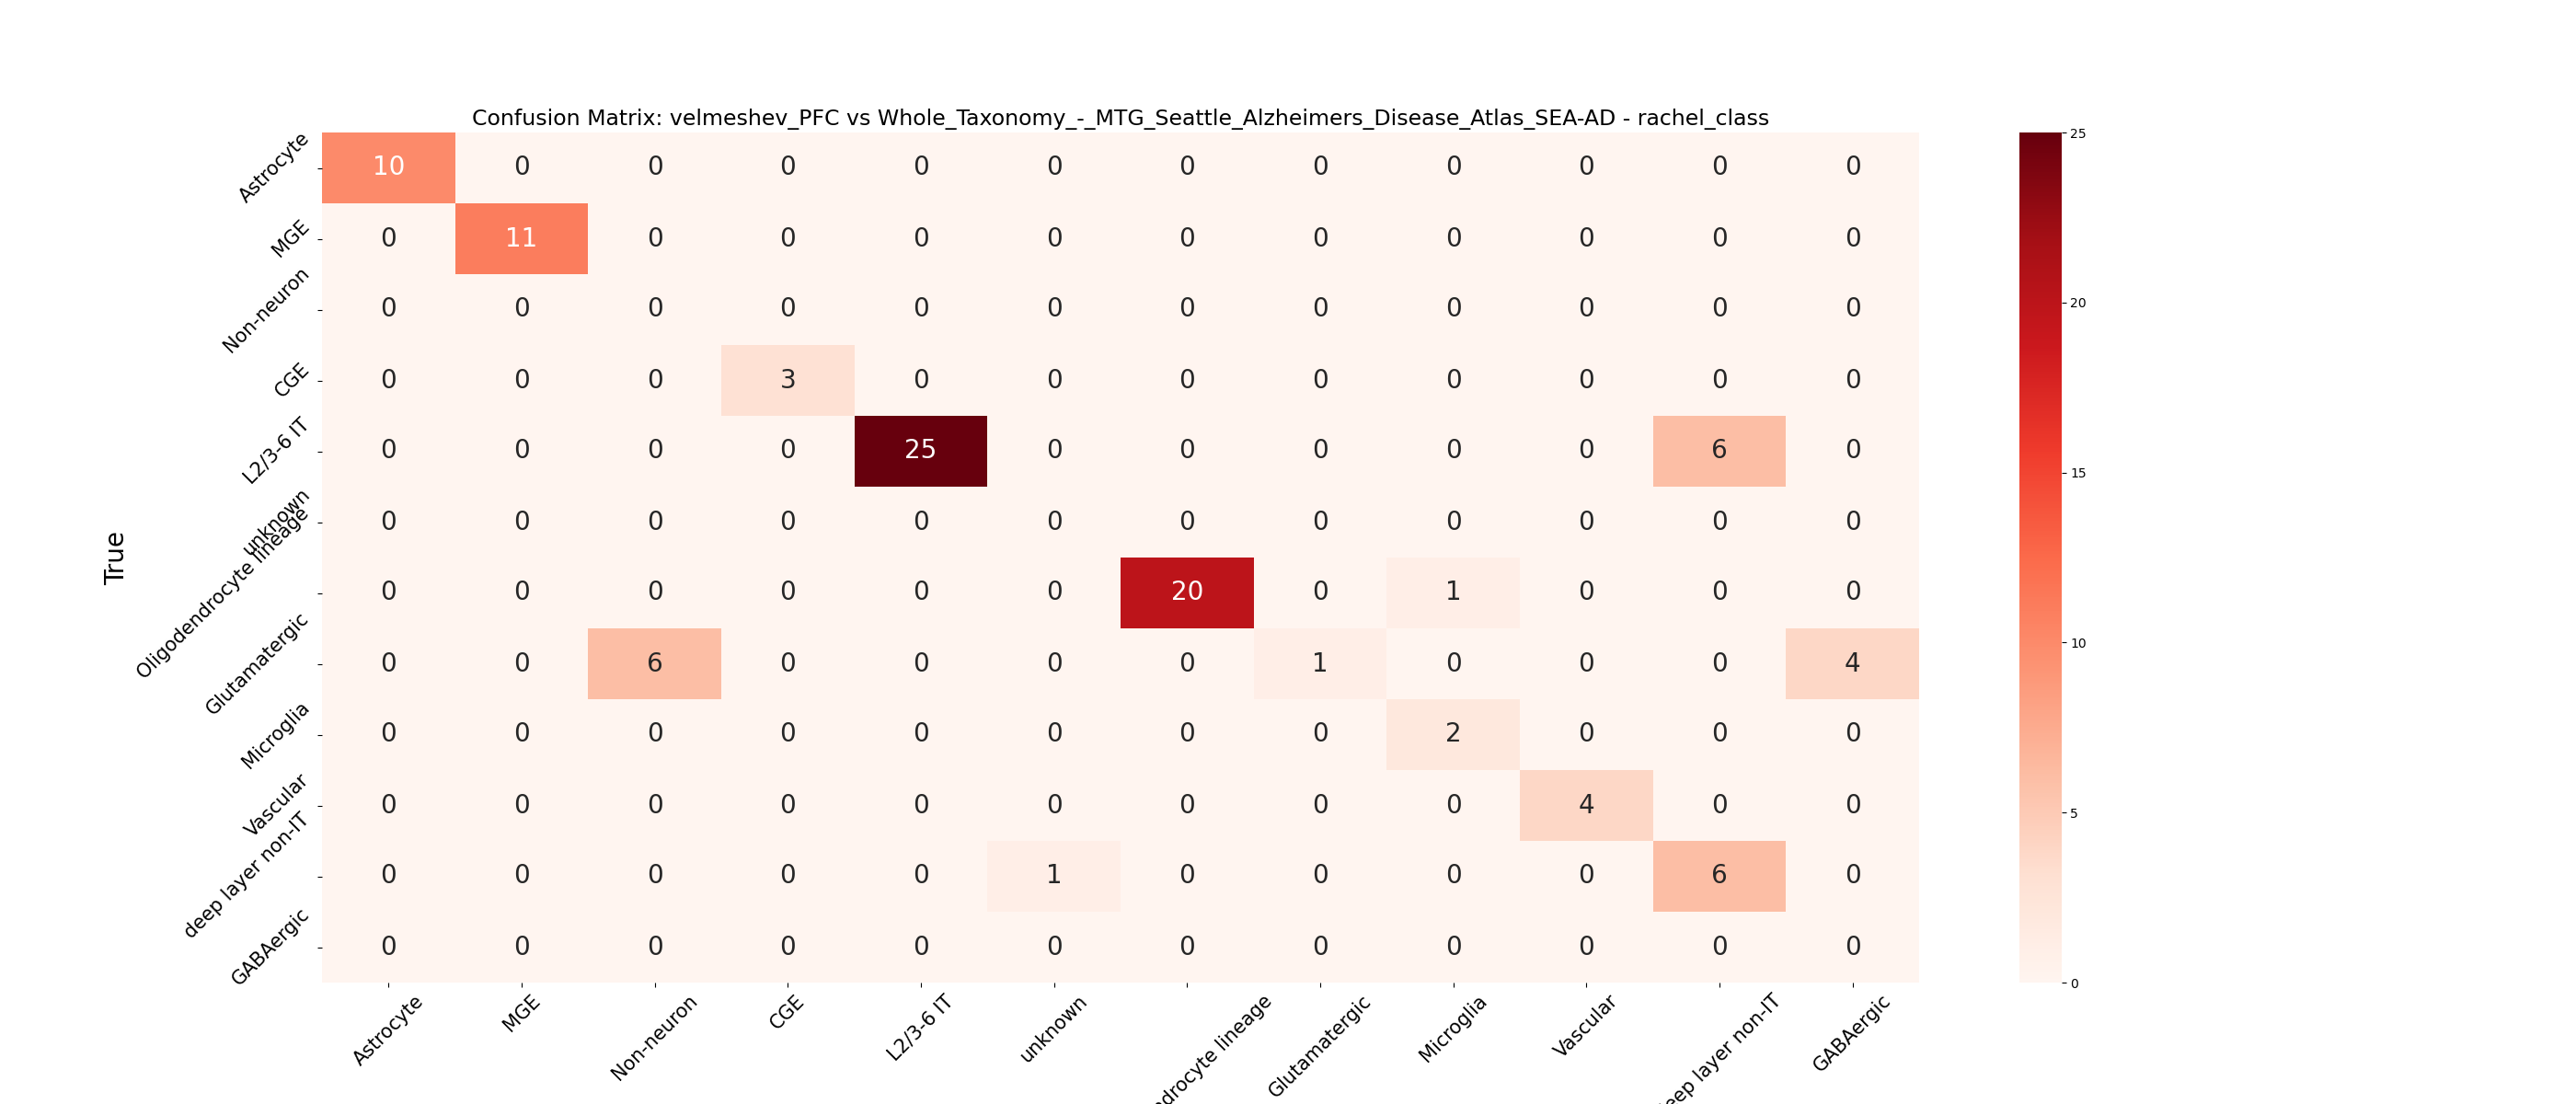 Confusion Matrix: velmeshev_PFC vs Whole_Taxonomy_-_MTG_Seattle_Alzheimers_Disease_Atlas_SEA-AD - rachel_class
True
Astrocyte 10 0 0 0 0 0 0 0 0 0 0 0
MGE 0 11 0 0 0 0 0 0 0 0 0 0
Non-neuron 0 0 0 0 0 0 0 0 0 0 0 0
CGE 0 0 0 3 0 0 0 0 0 0 0 0
L2/3-6 IT 0 0 0 0 25 0 0 0 0 0 6 0
unknown 0 0 0 0 0 0 0 0 0 0 0 0
Oligodendrocyte lineage 0 0 0 0 0 0 20 0 1 0 0 0
Glutamatergic 0 0 6 0 0 0 0 1 0 0 0 4
Microglia 0 0 0 0 0 0 0 0 2 0 0 0
Vascular 0 0 0 0 0 0 0 0 0 4 0 0
deep layer non-IT 0 0 0 0 0 1 0 0 0 0 6 0
GABAergic 0 0 0 0 0 0 0 0 0 0 0 0
Astrocyte MGE Non-neuron CGE L2/3-6 IT unknown lineage Glutamatergic Microglia Vascular layer non-IT GABAergic
25
20
15
10
5
0